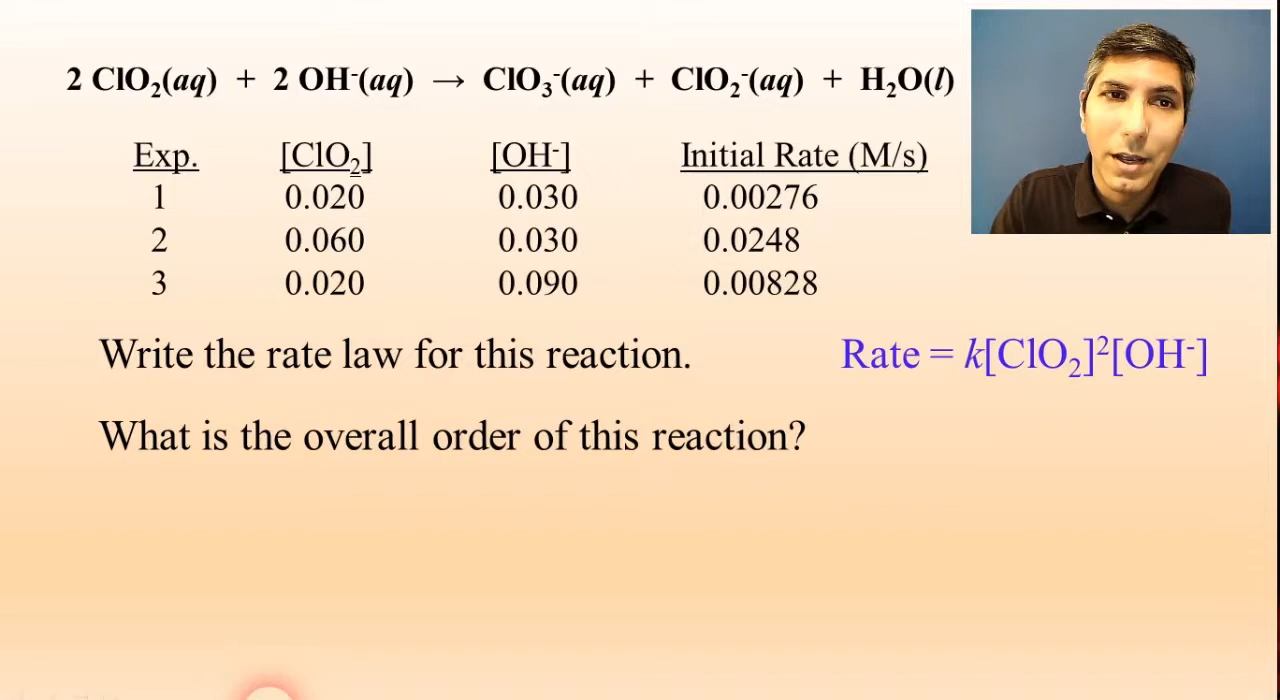 2 ClO₂(aq) + 2 OH⁻(aq) → ClO₃⁻(aq) + ClO₂⁻(aq) + H₂O(l)
Exp. [ClO₂] [OH⁻] Initial Rate (M/s)
1 0.020 0.030 0.00276
2 0.060 0.030 0.0248
3 0.020 0.090 0.00828
Write the rate law for this reaction. Rate = k[ClO₂]²[OH⁻]
What is the overall order of this reaction?